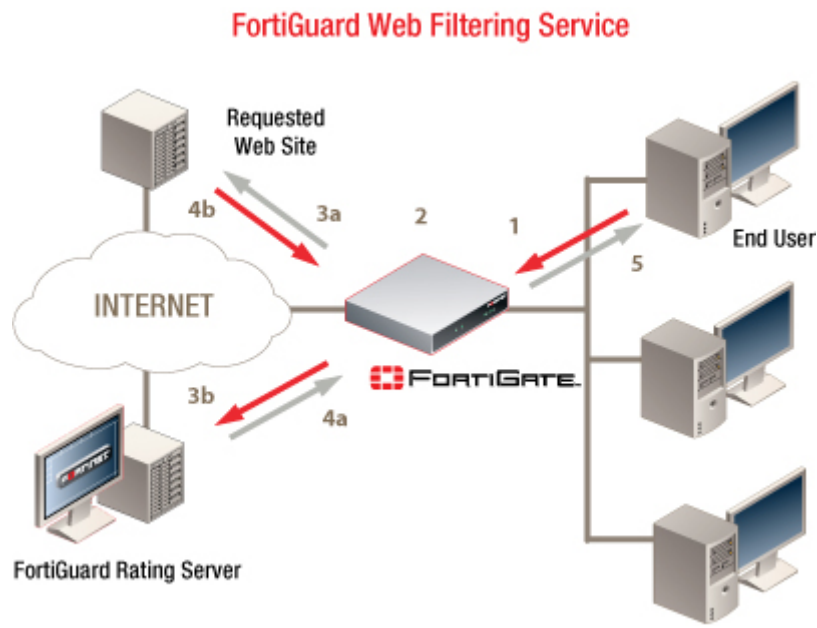 FortiGuard Web Filtering Service
Requested
Web Site
4b
3a
2
1
End User
5
INTERNET
FORTIGATE
3b
4a
FORTINET
FortiGuard Rating Server